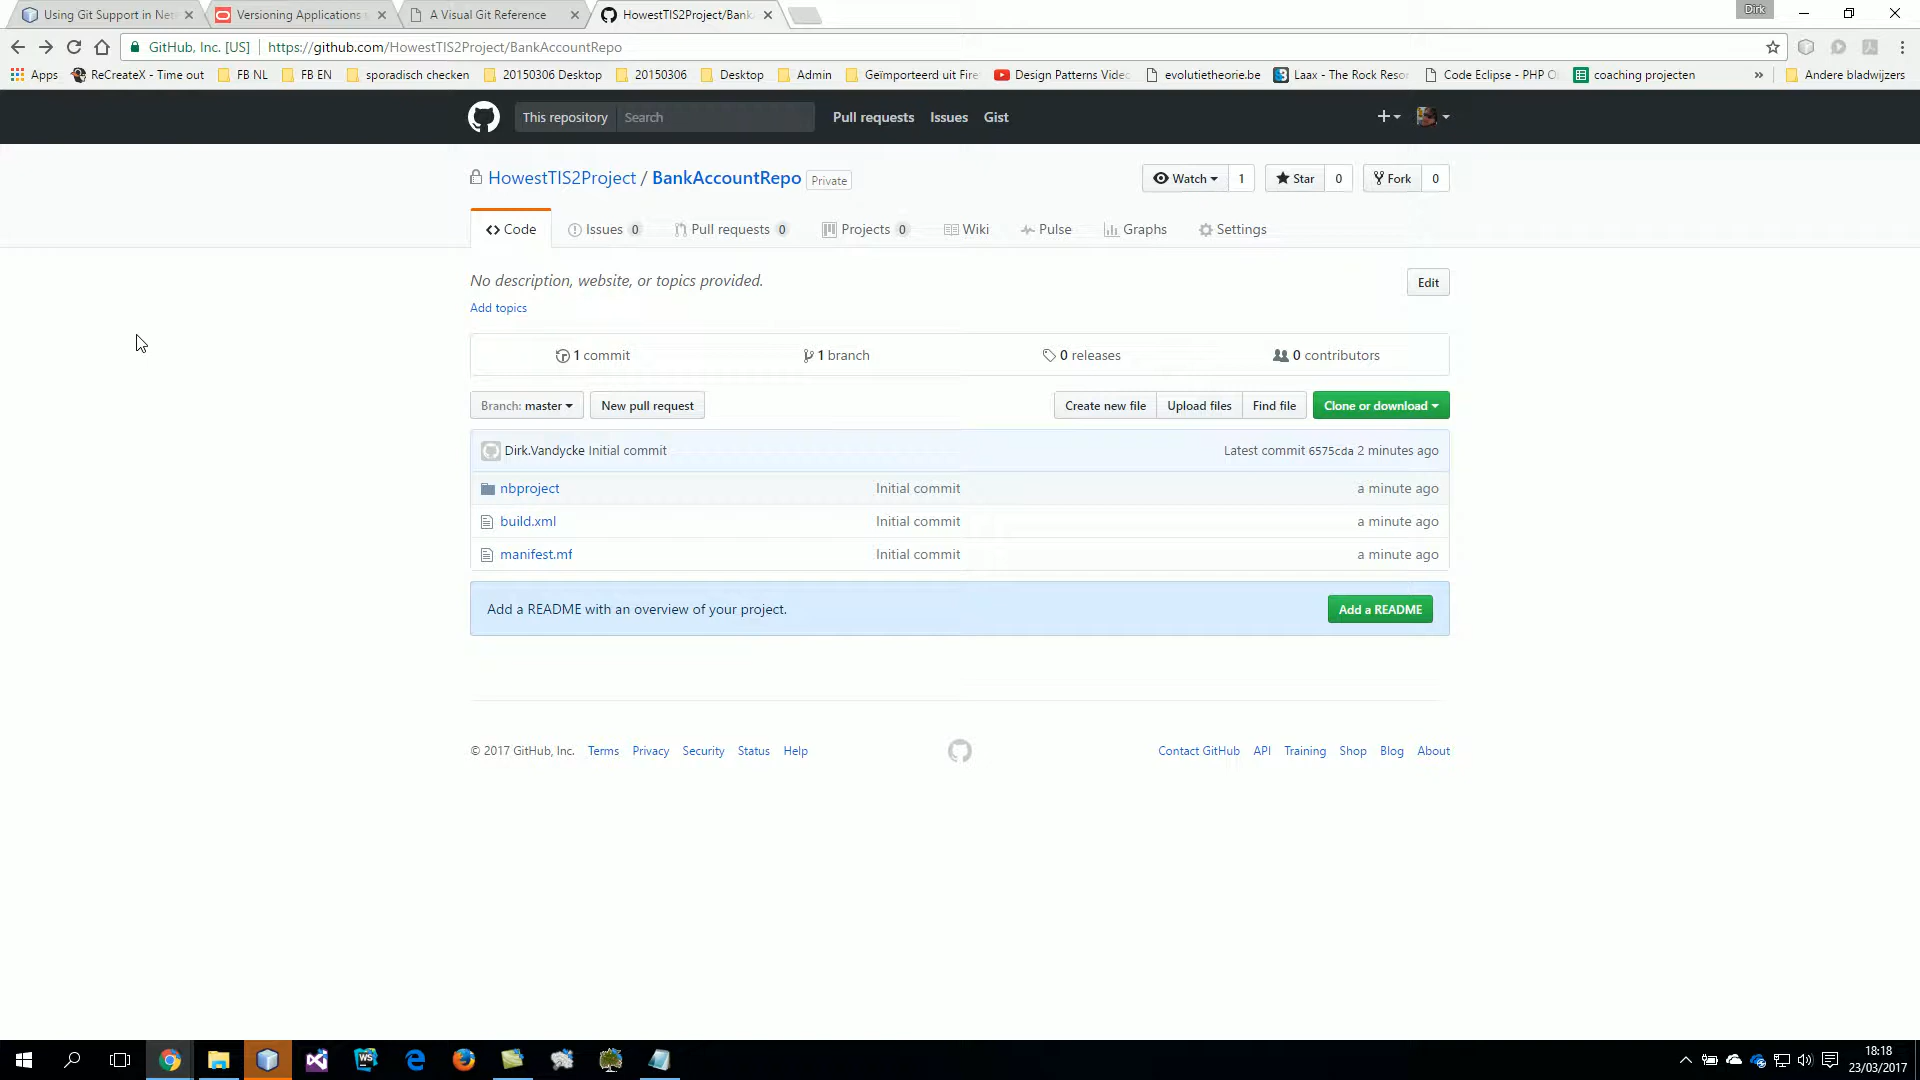 Using Git Support in Net
Versioning Applications
A Visual Git Reference
HowestTIS2Project/Bank
Dirk
GitHub, Inc. [US] https://github.com/HowestTIS2Project/BankAccountRepo
Apps ReCreateX - Time out FB NL FB EN sporadisch checken 20150306 Desktop 20150306 Desktop Admin Geïmporteerd uit Fire Design Patterns Video evolutietheorie.be Laax - The Rock Resor Code Eclipse - PHP coaching projecten » Andere bladwijzers
This repository Search Pull requests Issues Gist
HowestTIS2Project / BankAccountRepo Private
Watch 1 Star 0 Fork 0
Code Issues 0 Pull requests 0 Projects 0 Wiki Pulse Graphs Settings
No description, website, or topics provided. Edit
Add topics
1 commit 1 branch 0 releases 0 contributors
Branch: master New pull request Create new file Upload files Find file Clone or download
Dirk.Vandycke Initial commit Latest commit 6575cda 2 minutes ago
nbproject Initial commit a minute ago
build.xml Initial commit a minute ago
manifest.mf Initial commit a minute ago
Add a README with an overview of your project. Add a README
© 2017 GitHub, Inc. Terms Privacy Security Status Help Contact GitHub API Training Shop Blog About
WS
18:18
23/03/2017